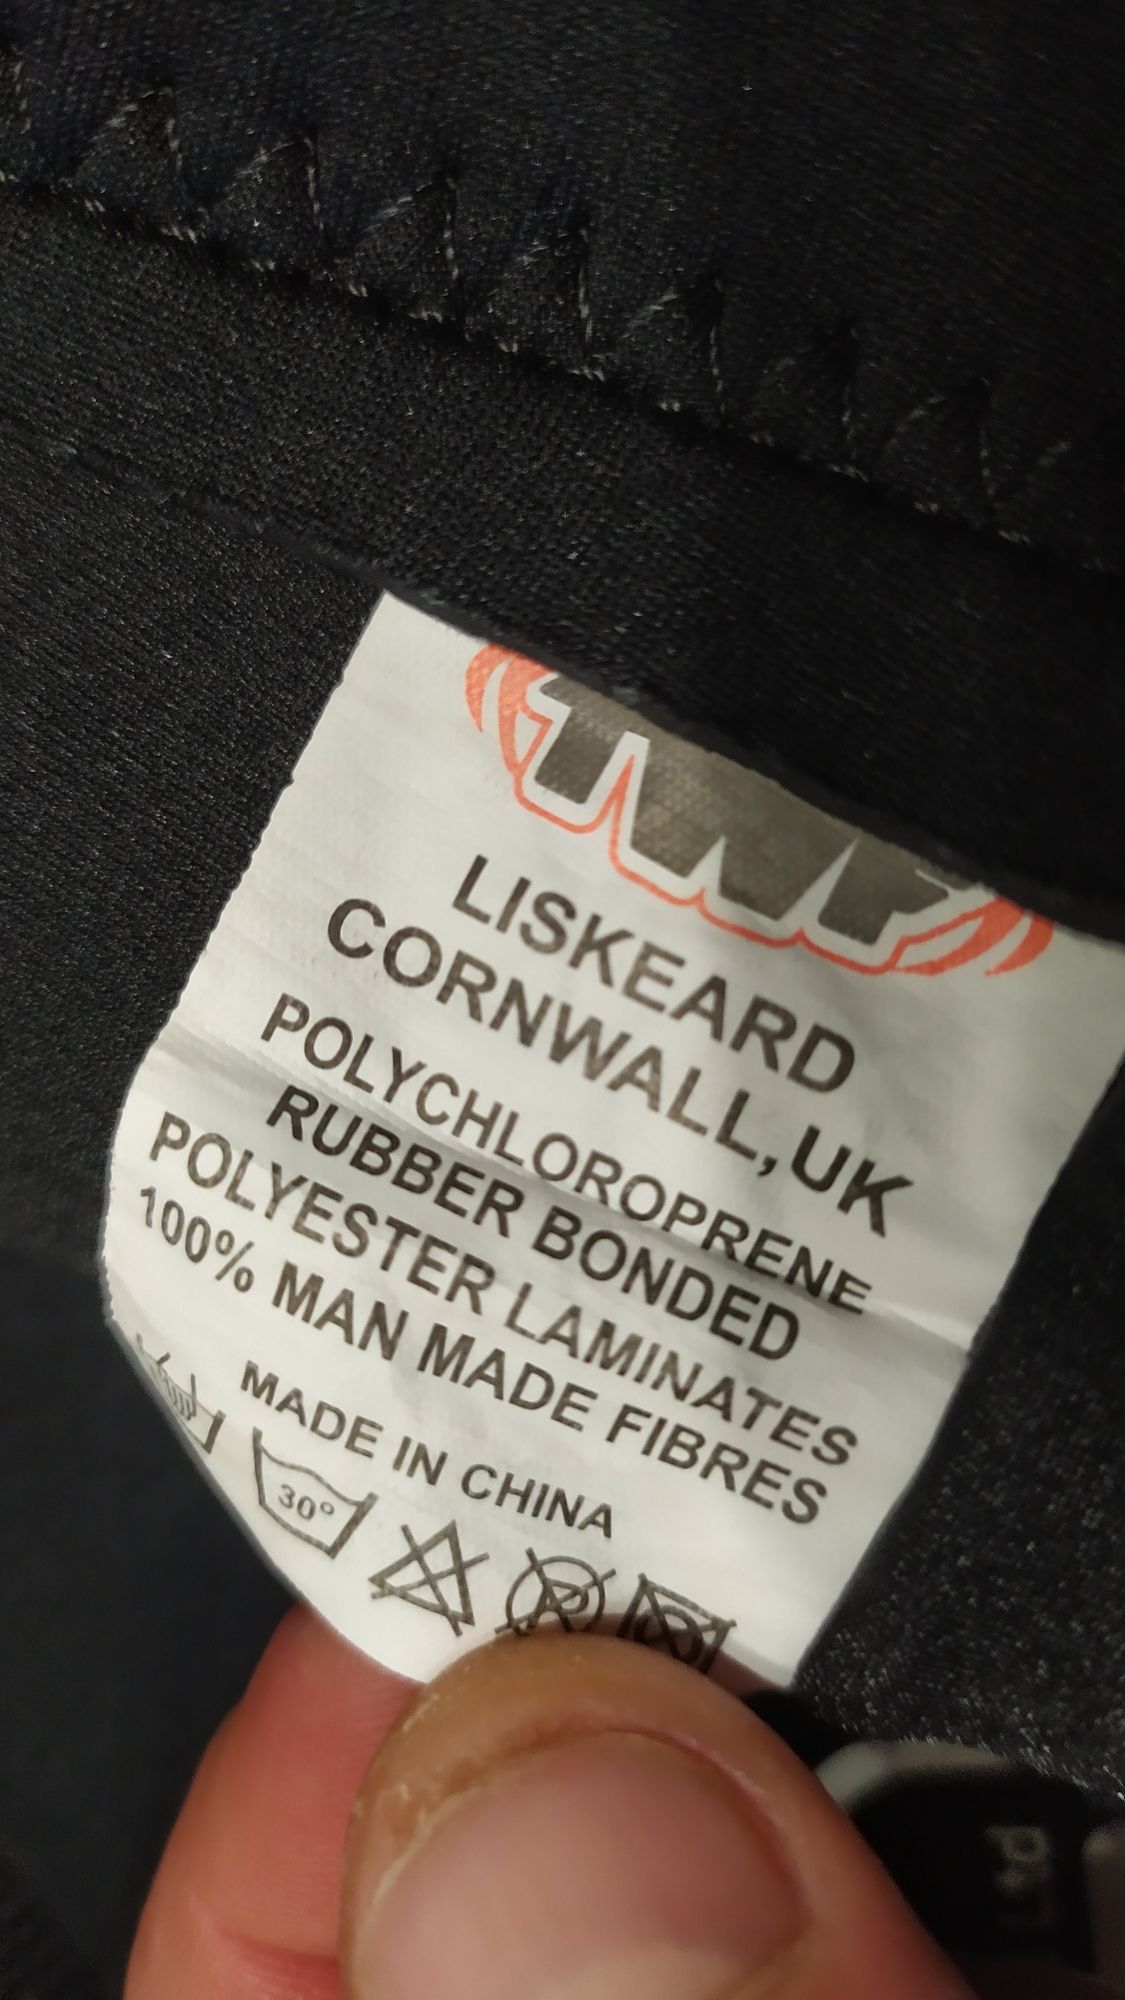 TWF
LISKEARD
CORNWALL, UK
POLYCHLOROPRENE
RUBBER BONDED
POLYESTER LAMINATES
100% MAN MADE FIBRES
MADE IN CHINA
30°
P